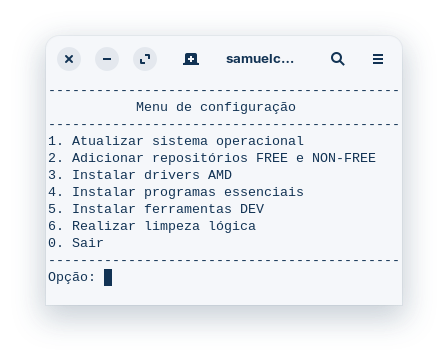 samuelc...
--------------------------------------------
Menu de configuração
--------------------------------------------
1. Atualizar sistema operacional
2. Adicionar repositórios FREE e NON-FREE
3. Instalar drivers AMD
4. Instalar programas essenciais
5. Instalar ferramentas DEV
6. Realizar limpeza lógica
0. Sair
--------------------------------------------
Opção: